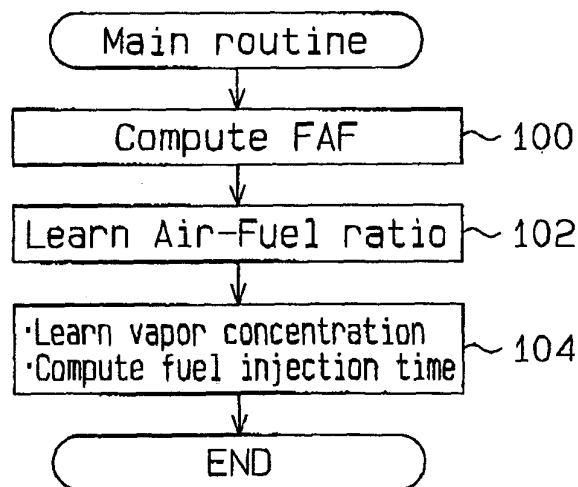 Main routine
Compute FAF
100
Learn Air-Fuel ratio
102
·Learn vapor concentration
·Compute fuel injection time
104
END